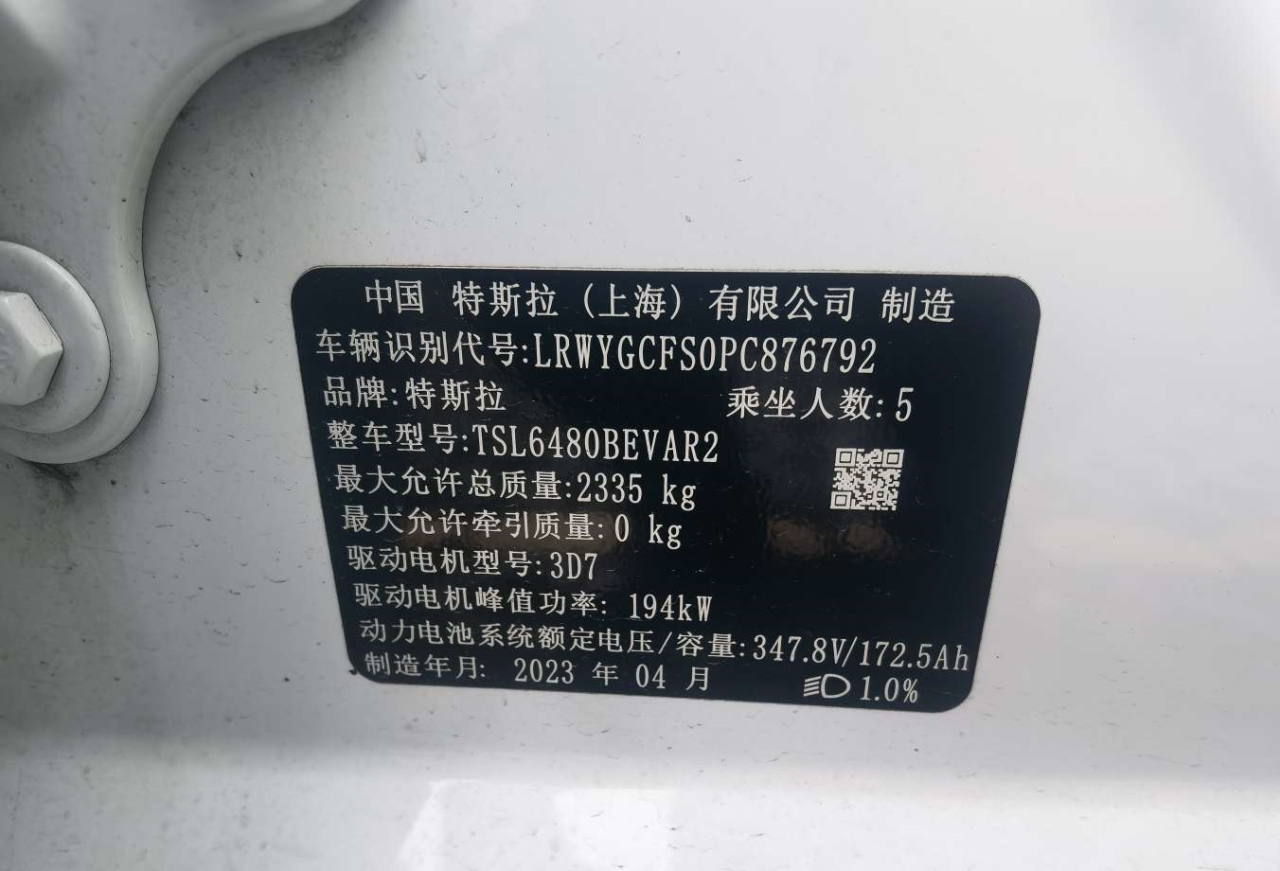 中国 特斯拉 (上海) 有限公司 制造
车辆识别代号:LRWYGCFS0PC876792
品牌:特斯拉 乘坐人数:5
整车型号:TSL6480BEVAR2
最大允许总质量:2335 kg
最大允许牵引质量:0 kg
驱动电机型号:3D7
驱动电机峰值功率: 194kW
动力电池系统额定电压/容量:347.8V/172.5Ah
制造年月: 2023 年 04 月 1.0%